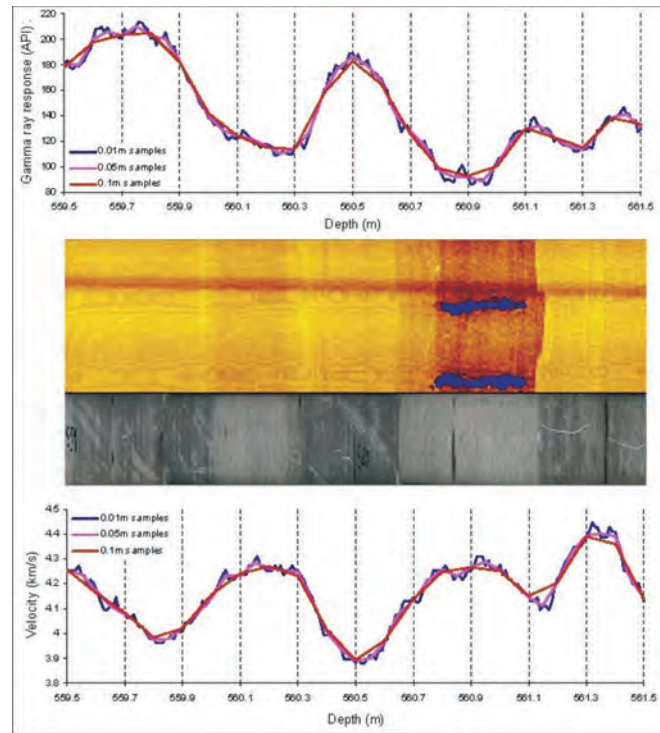 Gamma ray response (API)
220
200
180
160
140
120
100
80
0.01m samples
0.05m samples
0.1m samples
559.5 559.7 559.9 560.1 560.3 560.5 560.7 560.9 561.1 561.3 561.5
Depth (m)
Velocity (km/s)
4.5
4.4
4.3
4.2
4.1
4
3.9
3.8
0.01m samples
0.05m samples
0.1m samples
559.5 559.7 559.9 560.1 560.3 560.5 560.7 560.9 561.1 561.3 561.5
Depth (m)